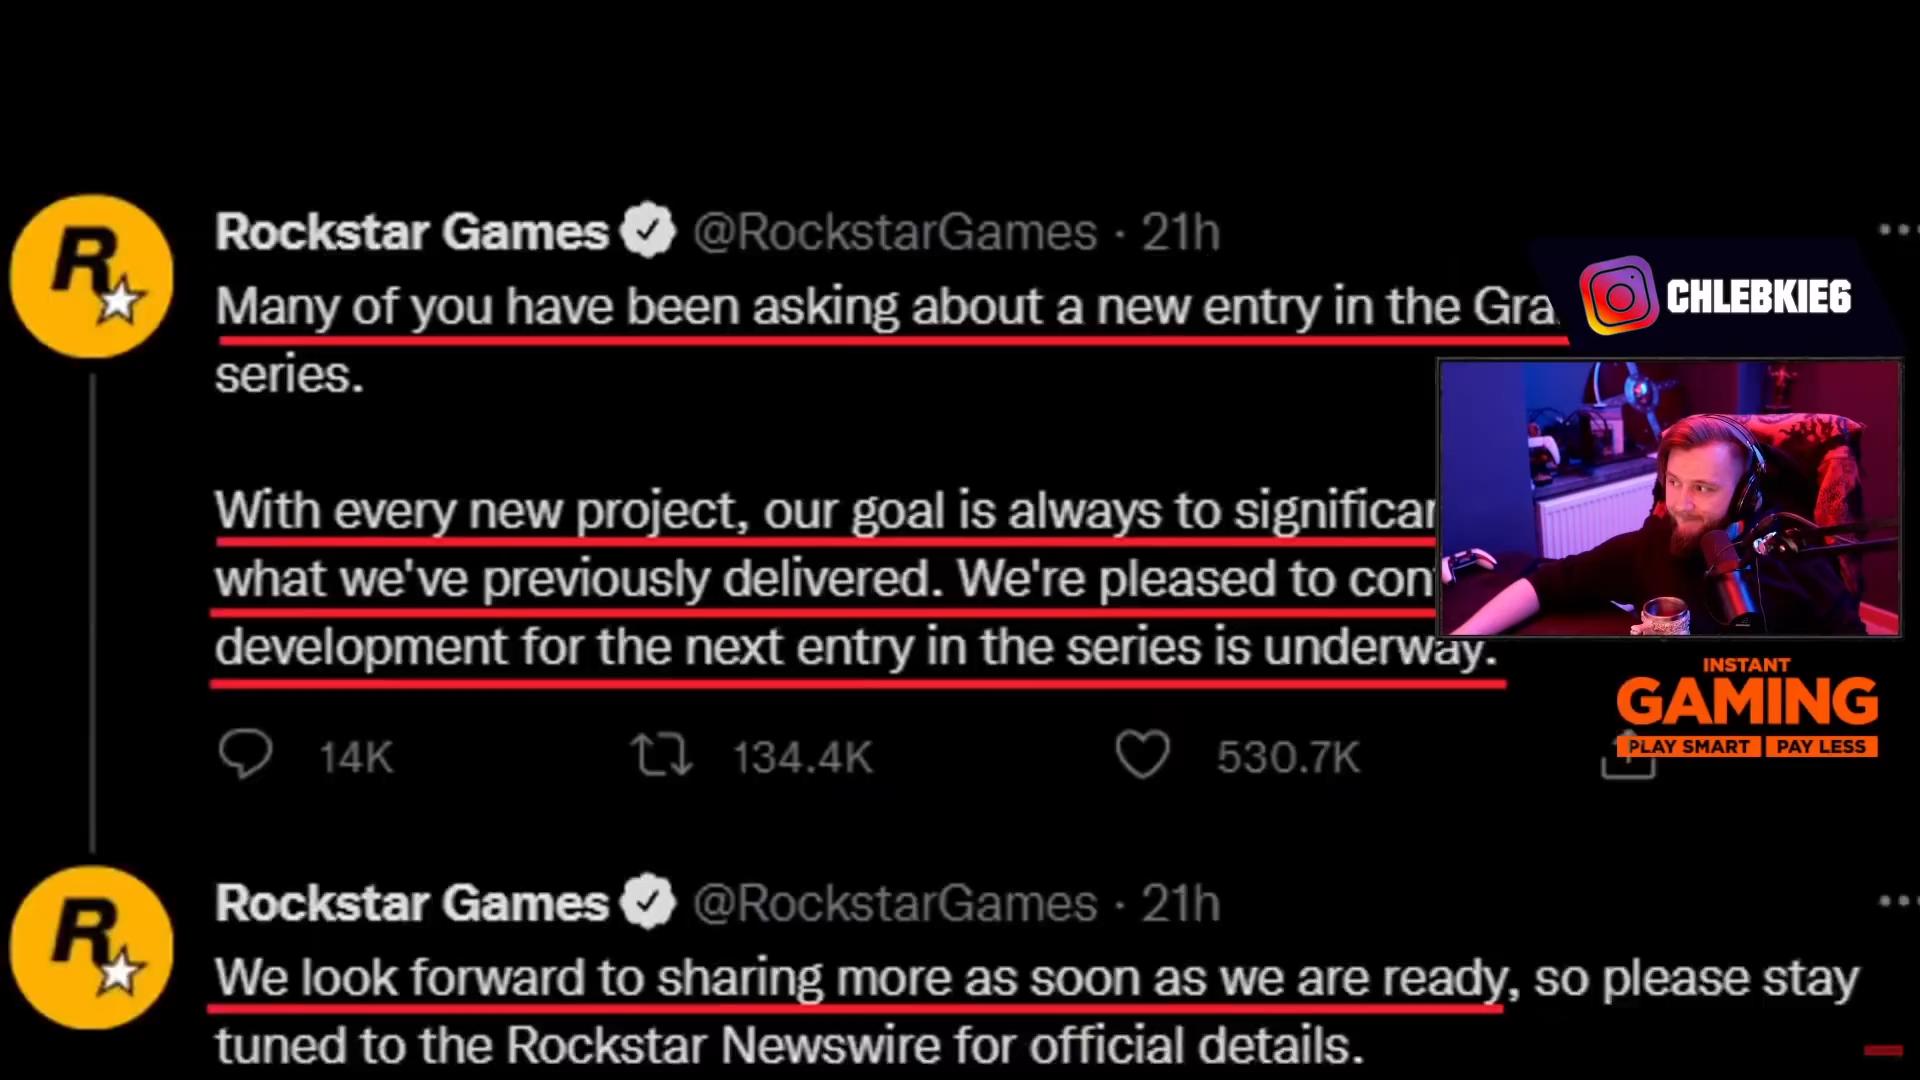 Rockstar Games @RockstarGames · 21h
Many of you have been asking about a new entry in the
series.
With every new project, our goal is always to
what we've previously delivered. We're pleased to
development for the next entry in the series is underway.
14K 134.4K 530.7K
Rockstar Games @RockstarGames · 21h
We look forward to sharing more as soon as we are ready, so please stay
tuned to the Rockstar Newswire for official details.
CHLEBKIE6
INSTANT
GAMING
PLAY SMART PAY LESS